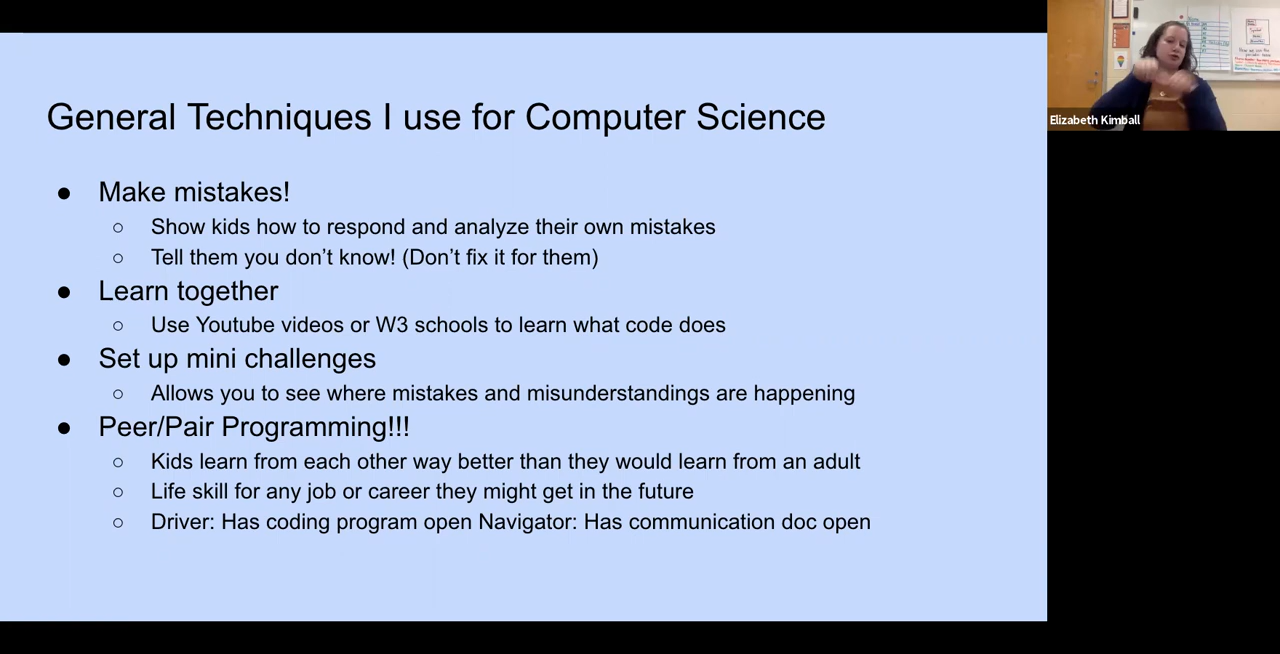 General Techniques I use for Computer Science
● Make mistakes!
○ Show kids how to respond and analyze their own mistakes
○ Tell them you don’t know! (Don’t fix it for them)
● Learn together
○ Use Youtube videos or W3 schools to learn what code does
● Set up mini challenges
○ Allows you to see where mistakes and misunderstandings are happening
● Peer/Pair Programming!!!
○ Kids learn from each other way better than they would learn from an adult
○ Life skill for any job or career they might get in the future
○ Driver: Has coding program open Navigator: Has communication doc open
Elizabeth Kimball